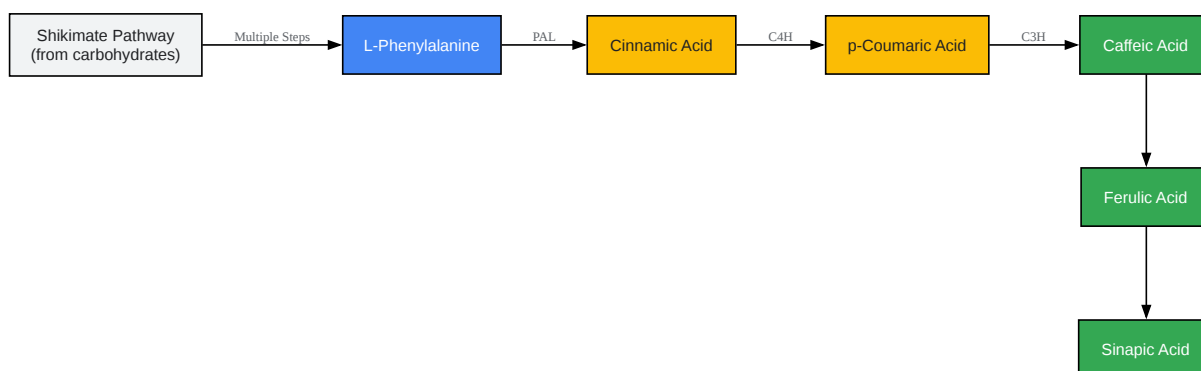 Shikimate Pathway
(from carbohydrates)
Multiple Steps
L-Phenylalanine
PAL
Cinnamic Acid
C4H
p-Coumaric Acid
C3H
Caffeic Acid
Ferulic Acid
Sinapic Acid